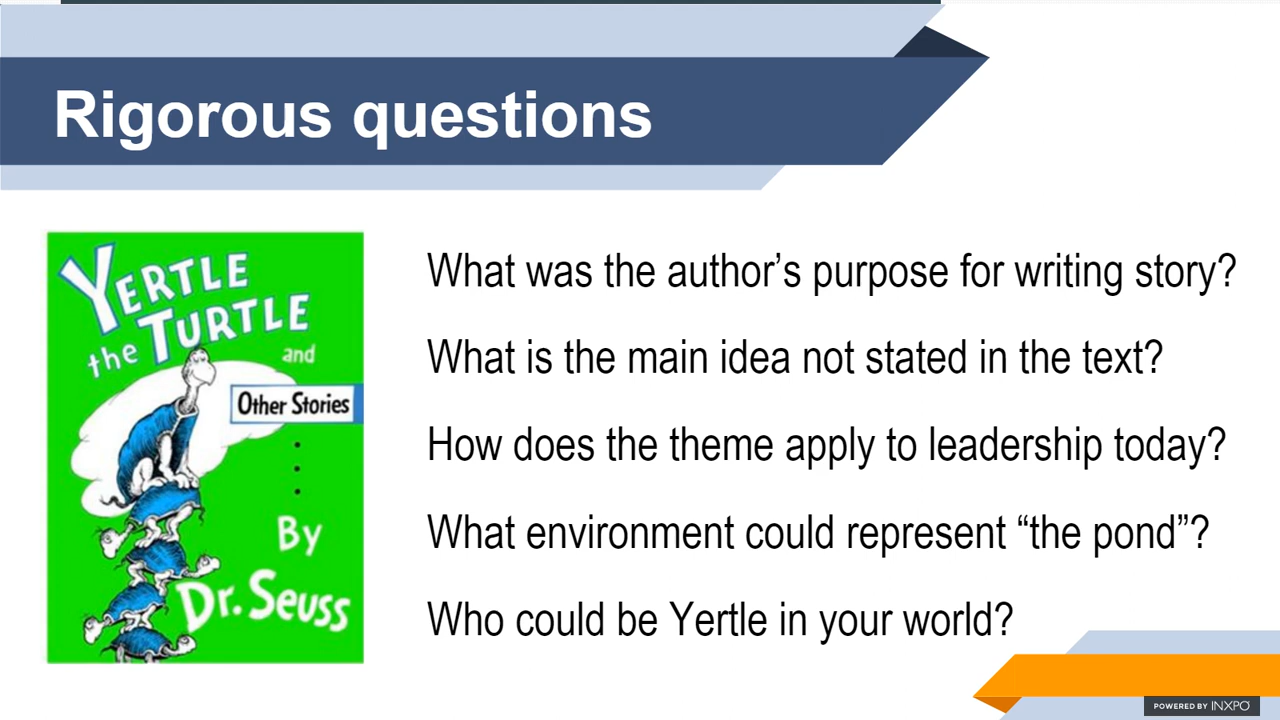 Rigorous questions
YERTLE
the TURTLE
and
Other Stories
By
Dr. Seuss
What was the author’s purpose for writing story?
What is the main idea not stated in the text?
How does the theme apply to leadership today?
What environment could represent “the pond”?
Who could be Yertle in your world?
POWERED BY INXPO